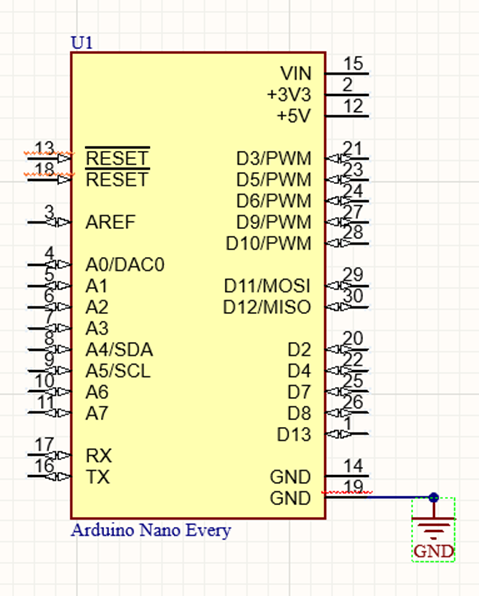 U1
VIN 15
+3V3 2
+5V 12
13 RESET D3/PWM 21
18 RESET D5/PWM 23
D6/PWM 24
3 AREF D9/PWM 27
D10/PWM 28
4 A0/DAC0
5 A1 D11/MOSI 29
6 A2 D12/MISO 30
7 A3
8 A4/SDA D2 20
9 A5/SCL D4 22
10 A6 D7 25
11 A7 D8 26
D13 1
17 RX
16 TX GND 14
GND 19
Arduino Nano Every
GND